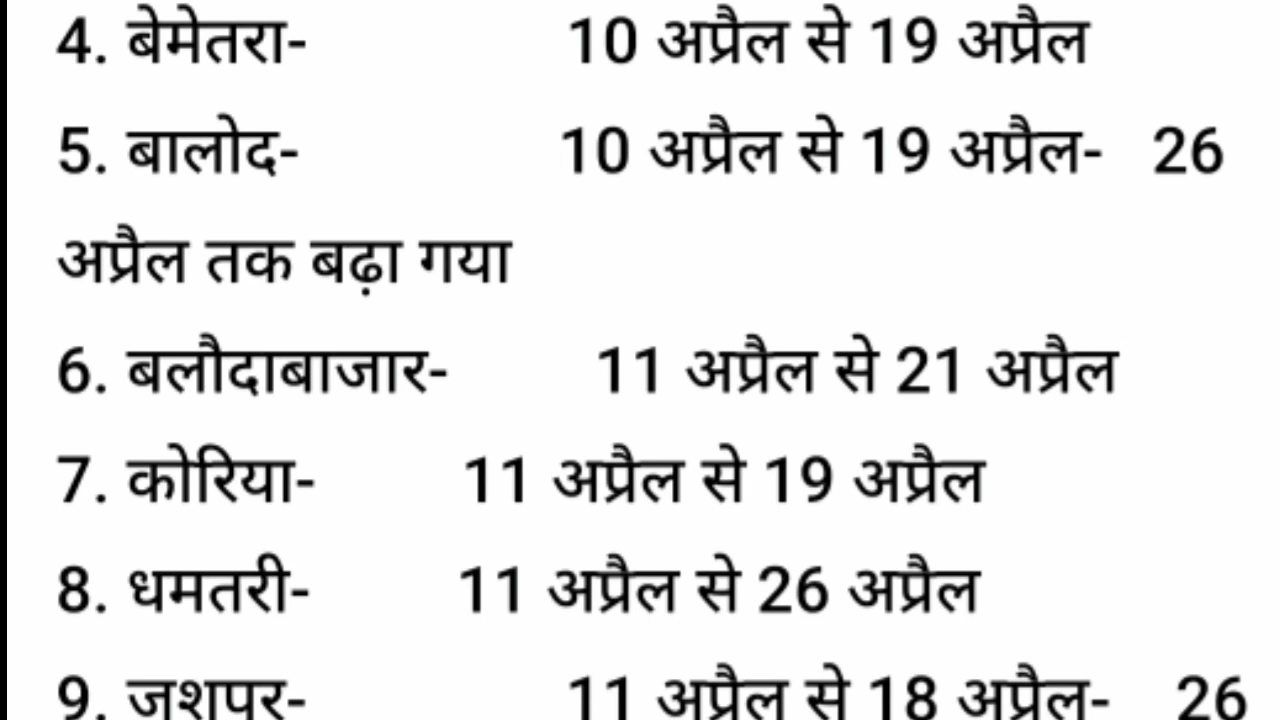 4. बेमेतरा- 10 अप्रैल से 19 अप्रैल
5. बालोद- 10 अप्रैल से 19 अप्रैल- 26
अप्रैल तक बढ़ा गया
6. बलौदाबाजार- 11 अप्रैल से 21 अप्रैल
7. कोरिया- 11 अप्रैल से 19 अप्रैल
8. धमतरी- 11 अप्रैल से 26 अप्रैल
9. जशपुर- 11 अप्रैल से 18 अप्रैल- 26